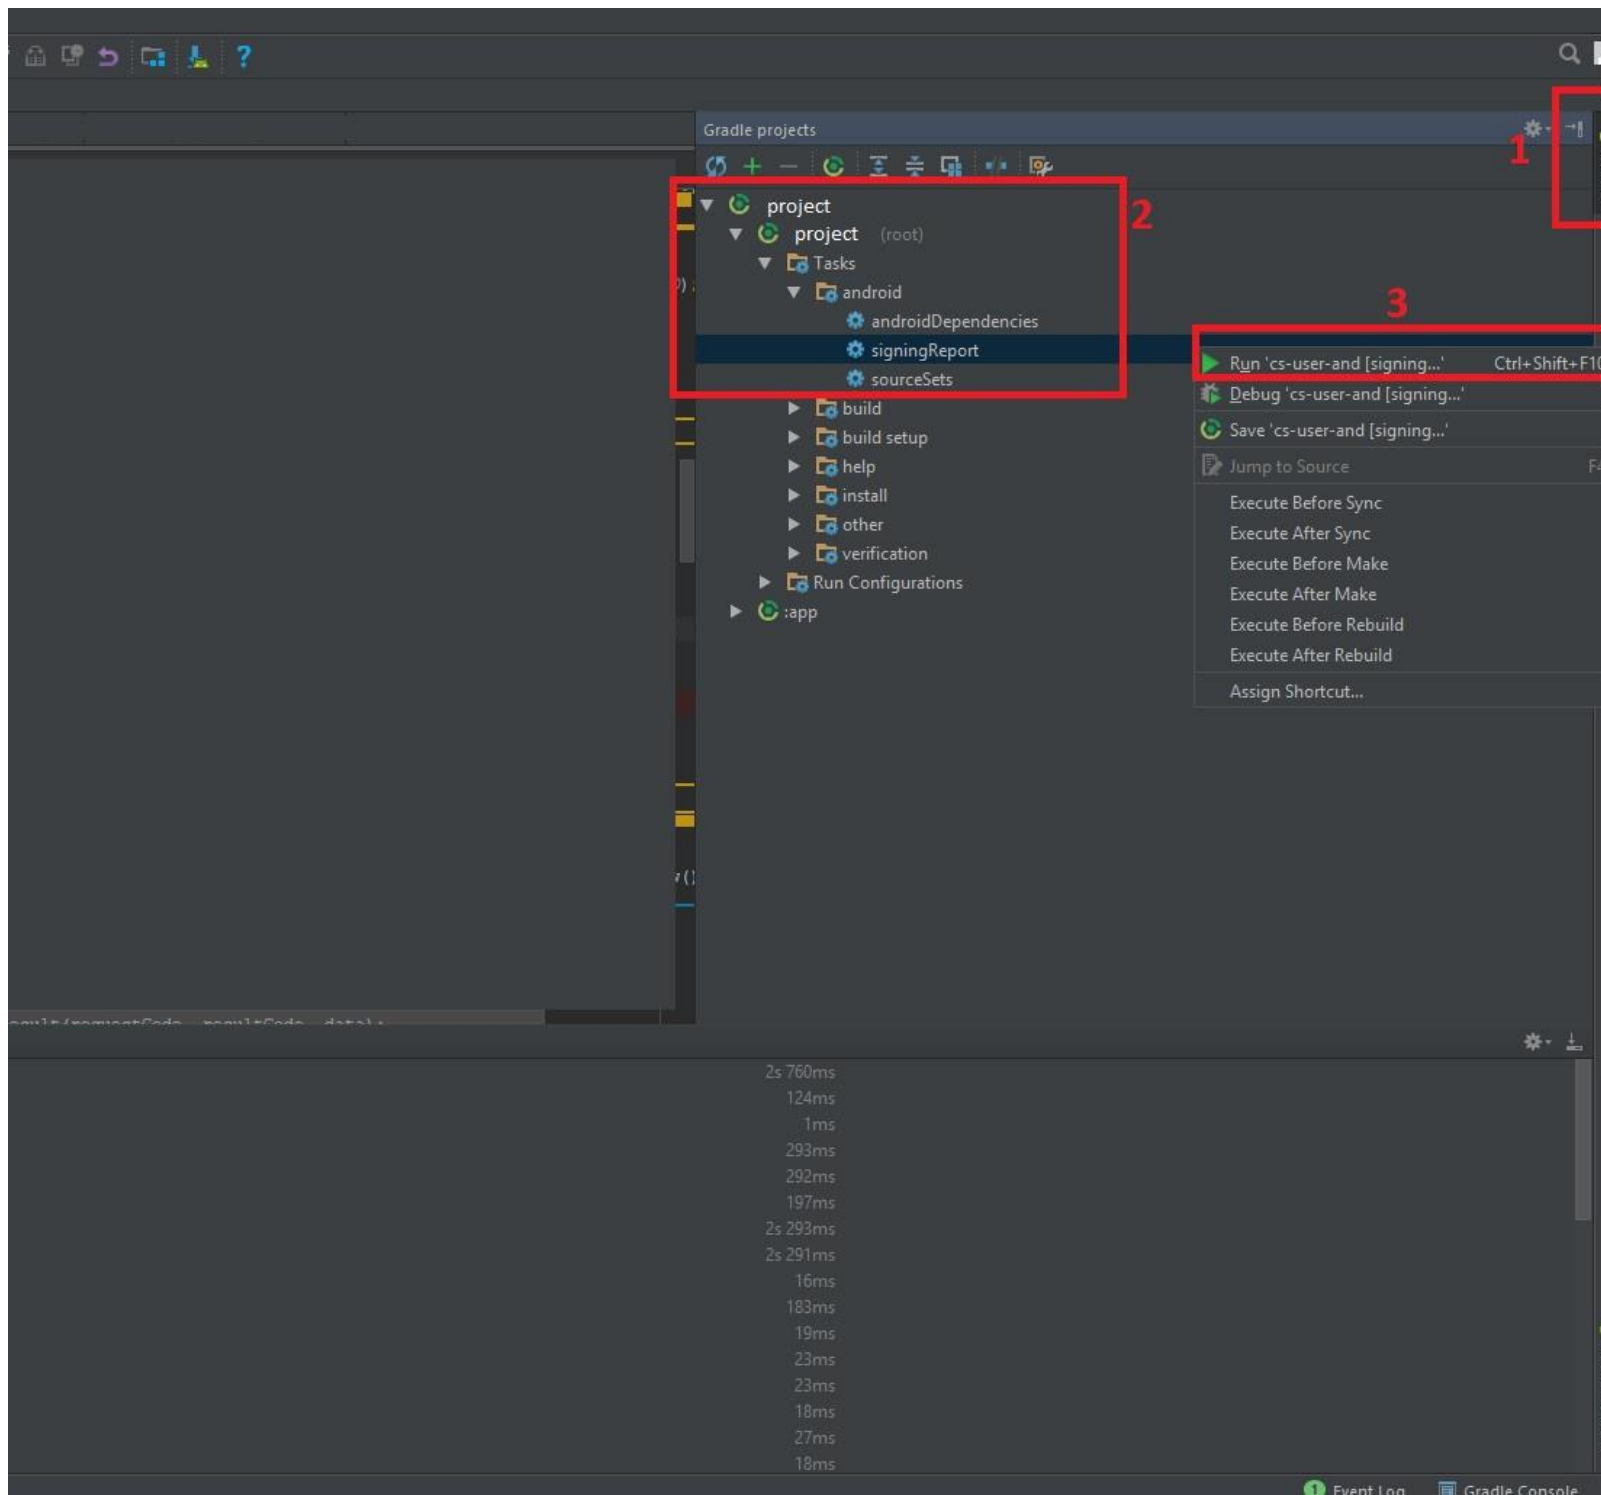 ?
Gradle projects
1
project
2
project (root)
Tasks
android
androidDependencies
3
signingReport
sourceSets
Run 'cs-user-and [signing...' Ctrl+Shift+F10
Debug 'cs-user-and [signing...'
Save 'cs-user-and [signing...'
Jump to Source
Execute Before Sync
Execute After Sync
Execute Before Make
Execute After Make
Execute Before Rebuild
Execute After Rebuild
Assign Shortcut...
build
build setup
help
install
other
verification
Run Configurations
:app
2s 760ms
124ms
1ms
293ms
292ms
197ms
2s 293ms
2s 291ms
16ms
183ms
19ms
23ms
23ms
18ms
27ms
18ms
1 Event Log Gradle Console